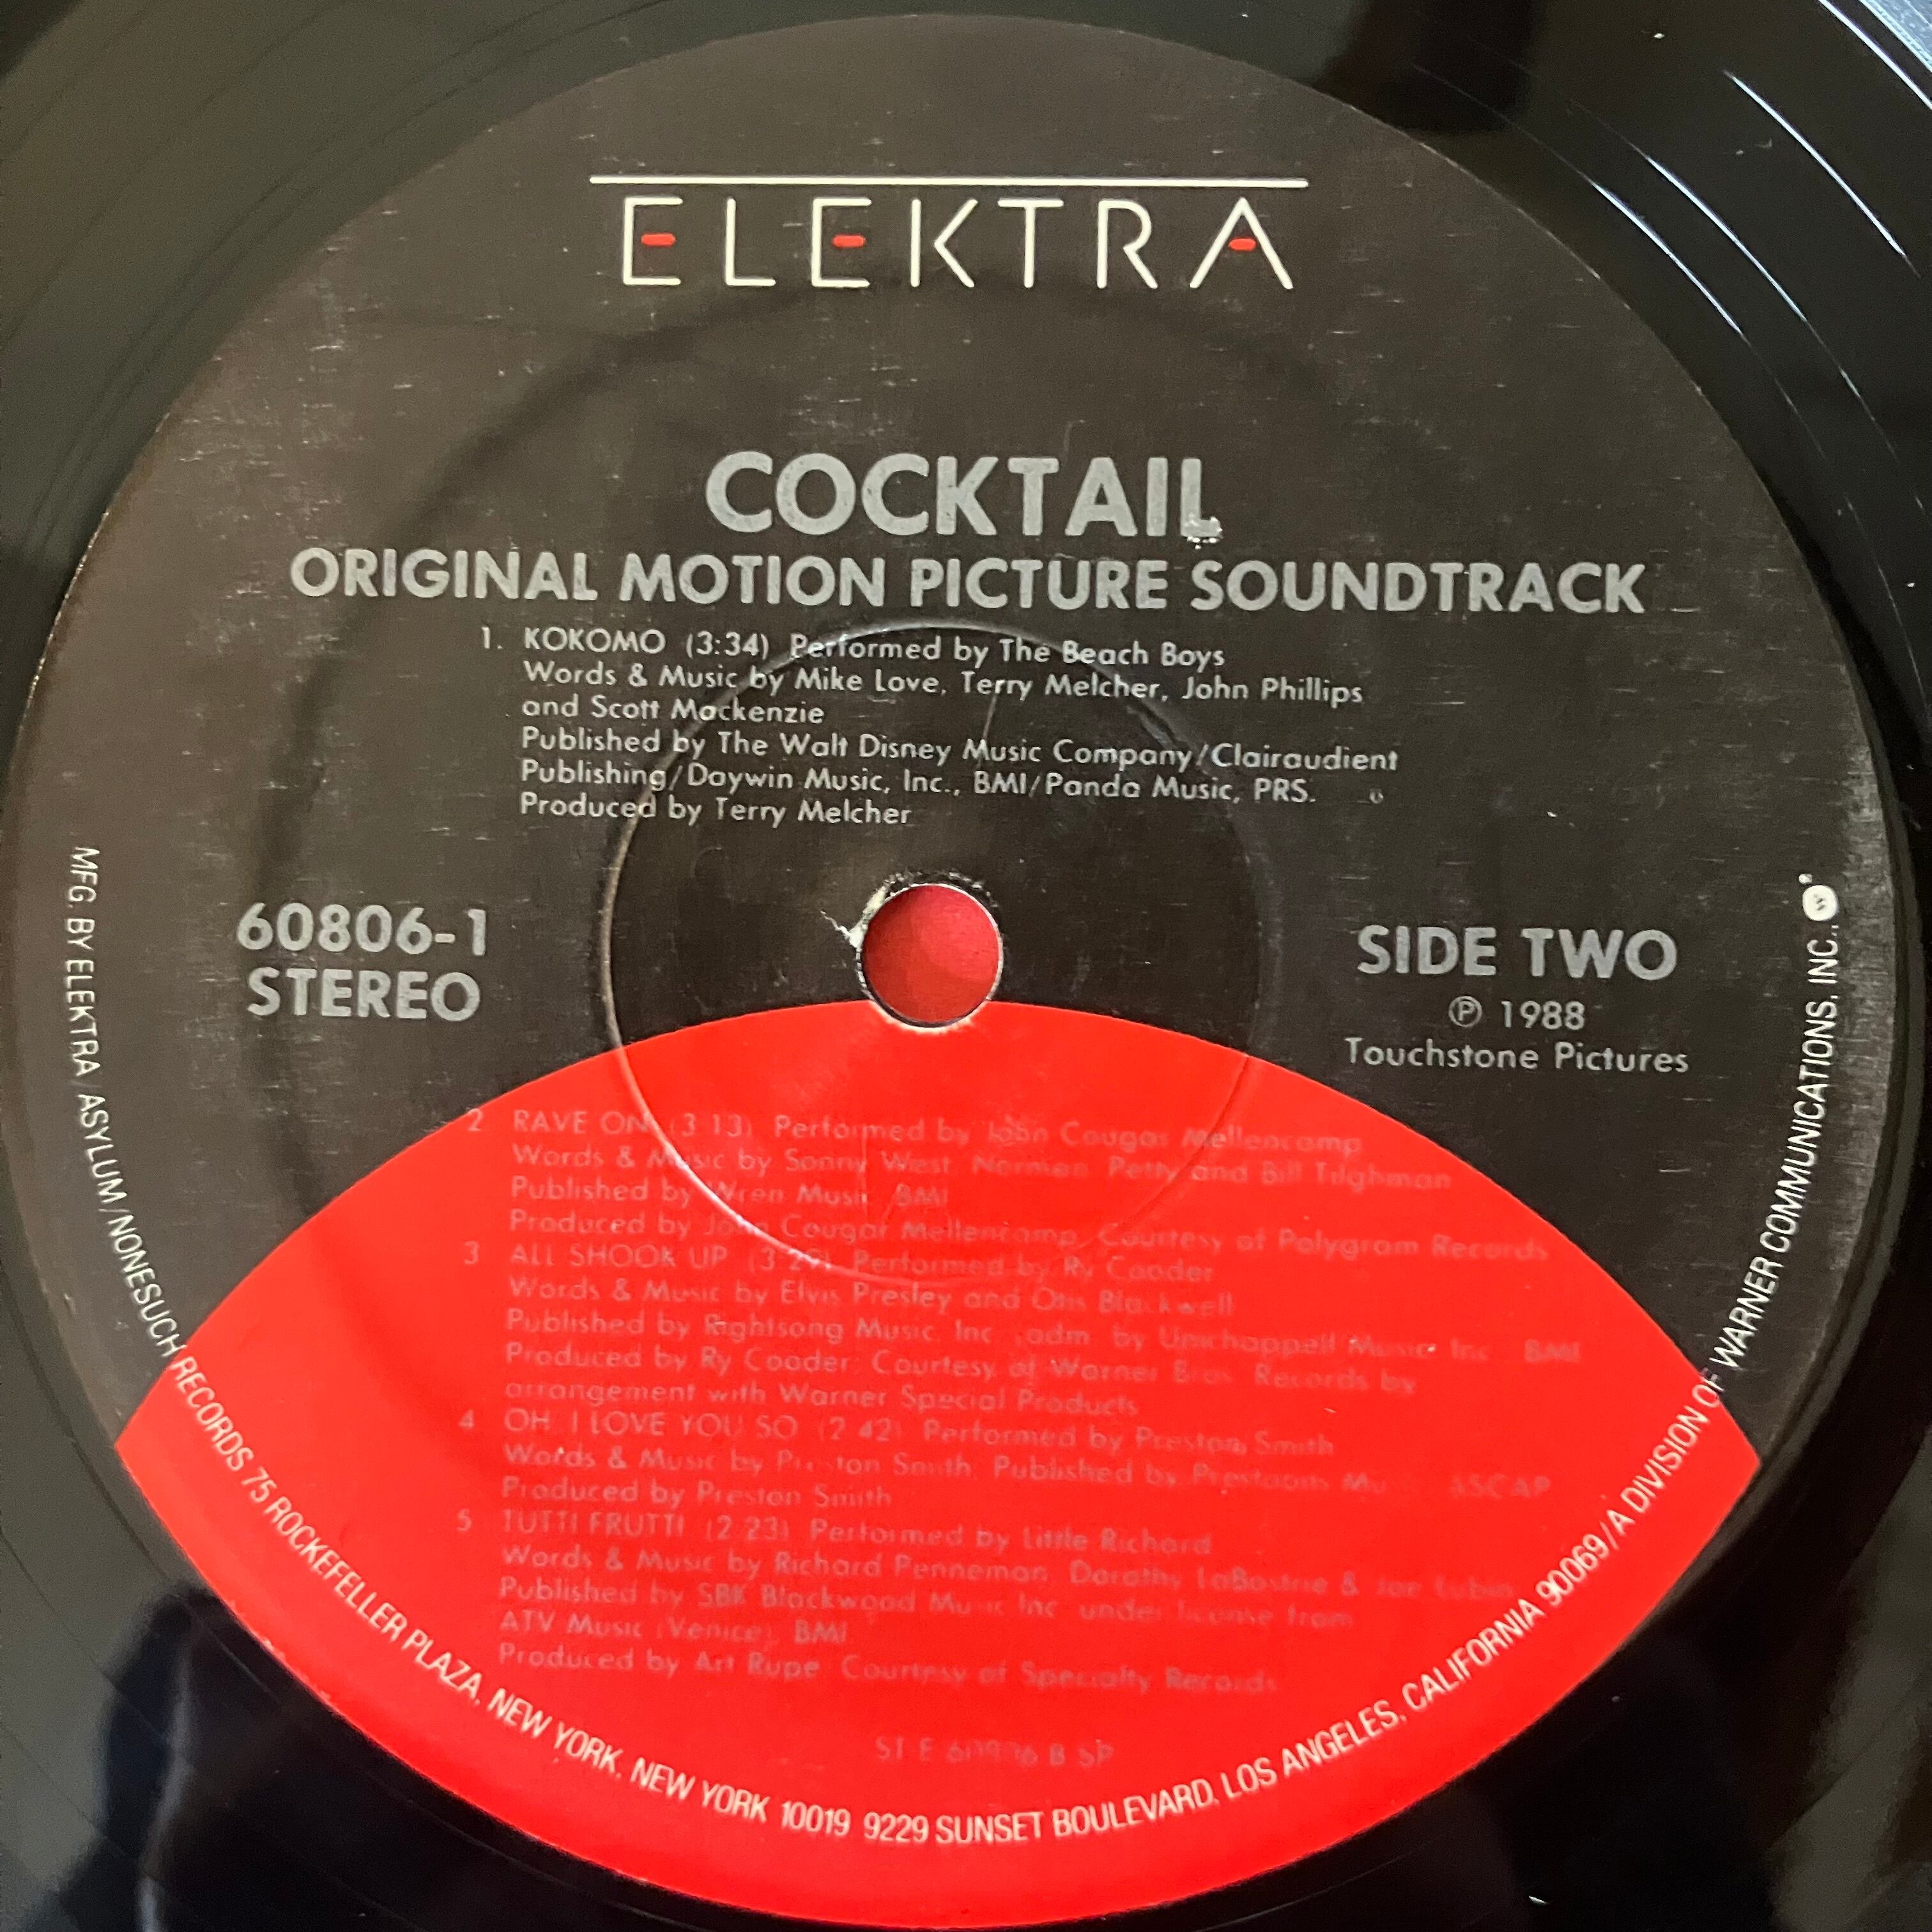 ELEKTRA
COCKTAIL
ORIGINAL MOTION PICTURE SOUNDTRACK
1. KOKOMO (3:34) Performed by The Beach Boys
Words & Music by Mike Love, Terry Melcher, John Phillips
and Scott Mackenzie
Published by The Walt Disney Music Company/Clairaudient
Publishing/Daywin Music, Inc., BMI/Panda Music, PRS.
Produced by Terry Melcher
60806-1
STEREO
SIDE TWO
℗ 1988
Touchstone Pictures
2 RAVE ON (3:13) Performed by John Cougar Mellencamp
Words & Music by Sonny West, Norman Petty and Bill Tilghman
Published by Wren Music, BMI
Produced by John Cougar Mellencamp, Courtesy of Polygram Records
3 ALL SHOOK UP (3:29) Performed by Ry Cooder
Words & Music by Elvis Presley and Otis Blackwell
Published by Rightsong Music, Inc. (adm. by Unichappell Music, Inc.) BMI
Produced by Ry Cooder. Courtesy of Warner Bros. Records by
arrangement with Warner Special Products
4 OH, I LOVE YOU SO (2:42) Performed by Preston Smith
Words & Music by Preston Smith. Published by Music ASCAP
Produced by Preston Smith
5 TUTTI FRUTTI (2:23) Performed by Little Richard
Words & Music by Richard Penneman, Dorothy LaBostrie & Joe Lubin
Published by SBK Blackwood Music Inc. under license from
ATV Music (Venice), BMI.
Produced by Art Rupe. Courtesy of Specialty Records
MFG. BY ELEKTRA/ASYLUM/NONESUCH RECORDS 75 ROCKEFELLER PLAZA, NEW YORK, NEW YORK 10019 9229 SUNSET BOULEVARD, LOS ANGELES, CALIFORNIA 90069/A DIVISION OF WARNER COMMUNICATIONS, INC.